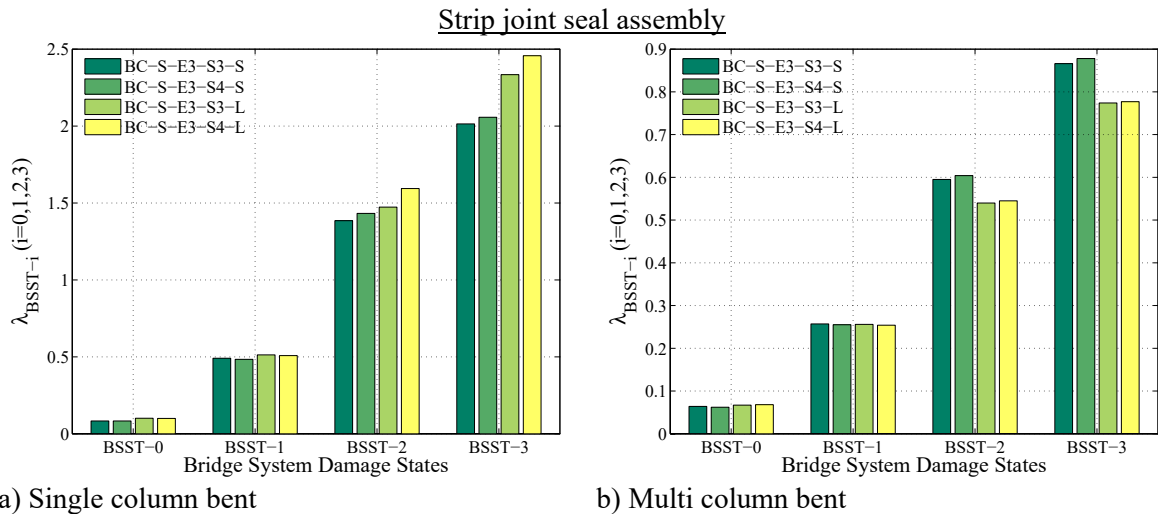 Strip joint seal assembly
2.5
2
1.5
1
0.5
0
λBSST−i (i=0,1,2,3)
BC−S−E3−S3−S
BC−S−E3−S4−S
BC−S−E3−S3−L
BC−S−E3−S4−L
BSST−0 BSST−1 BSST−2 BSST−3
Bridge System Damage States
a) Single column bent
0.9
0.8
0.7
0.6
0.5
0.4
0.3
0.2
0.1
0
λBSST−i (i=0,1,2,3)
BC−S−E3−S3−S
BC−S−E3−S4−S
BC−S−E3−S3−L
BC−S−E3−S4−L
BSST−0 BSST−1 BSST−2 BSST−3
Bridge System Damage States
b) Multi column bent